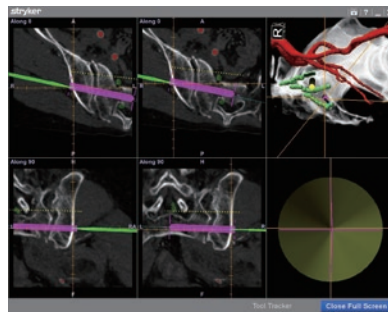 stryker
Along 0
A
Along 0
A
R
L
R
P
P
Along 90
H
Along 90
H
L
L
P
P
Tool Tracker
Close Full Screen